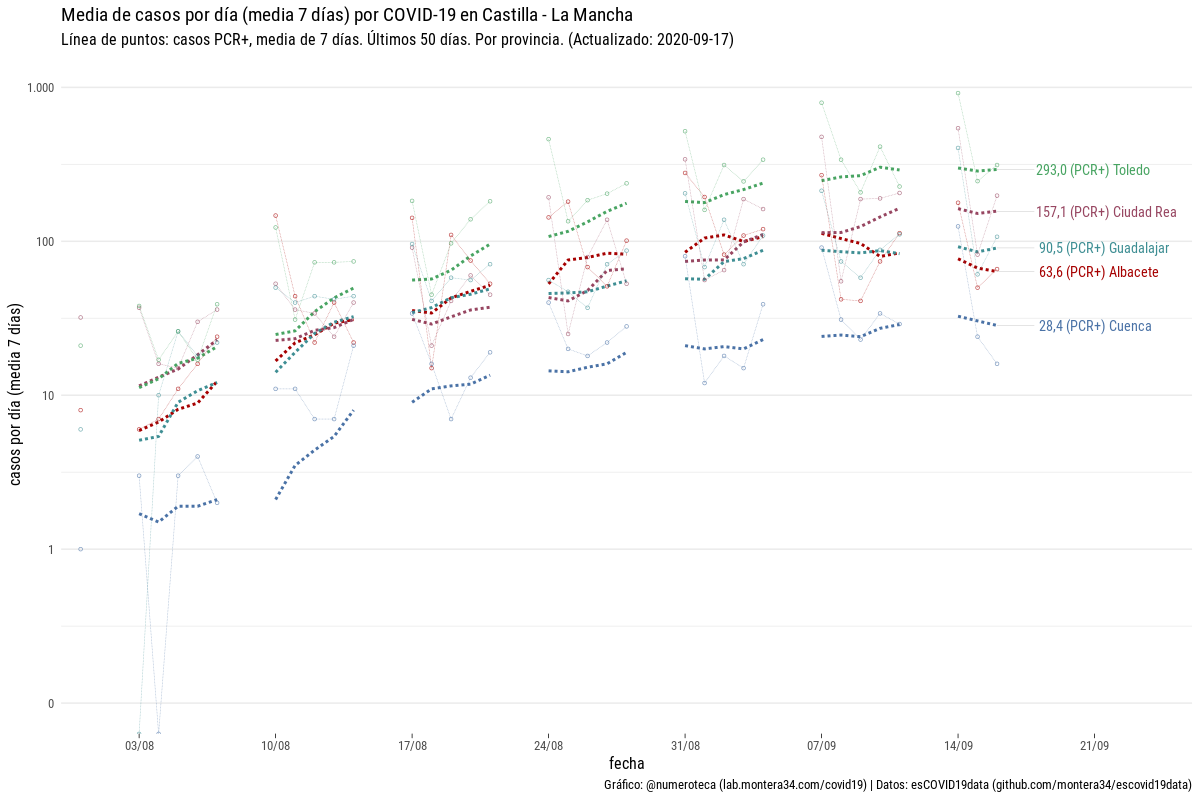 Media de casos por día (media 7 días) por COVID-19 en Castilla - La Mancha
Línea de puntos: casos PCR+, media de 7 días. Últimos 50 días. Por provincia. (Actualizado: 2020-09-17)
casos por día (media 7 días)
1.000
100
10
1
0
293,0 (PCR+) Toledo
157,1 (PCR+) Ciudad Rea
90,5 (PCR+) Guadalajar
63,6 (PCR+) Albacete
28,4 (PCR+) Cuenca
03/08
10/08
17/08
24/08
31/08
07/09
14/09
21/09
fecha
Gráfico: @numeroteca (lab.montera34.com/covid19) | Datos: esCOVID19data (github.com/montera34/escovid19data)